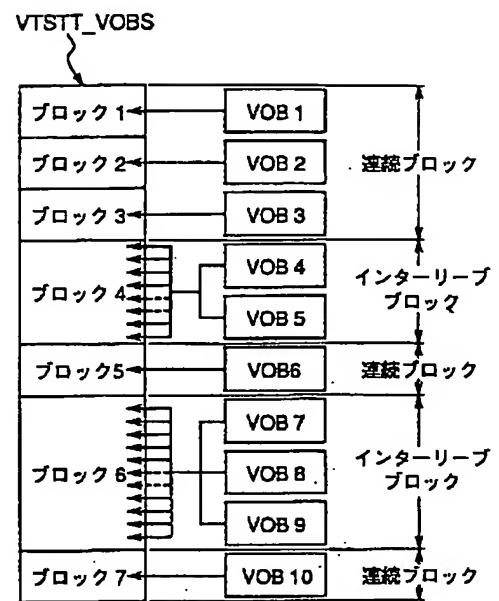 VTSTT_VOBS
ブロック1
VOB 1
ブロック2
VOB 2
連続ブロック
ブロック3
VOB 3
ブロック4
VOB 4
インターリーブ
ブロック
VOB 5
ブロック5
VOB6
連続ブロック
ブロック6
VOB 7
VOB 8
インターリーブ
ブロック
VOB 9
ブロック7
VOB 10
連続ブロック